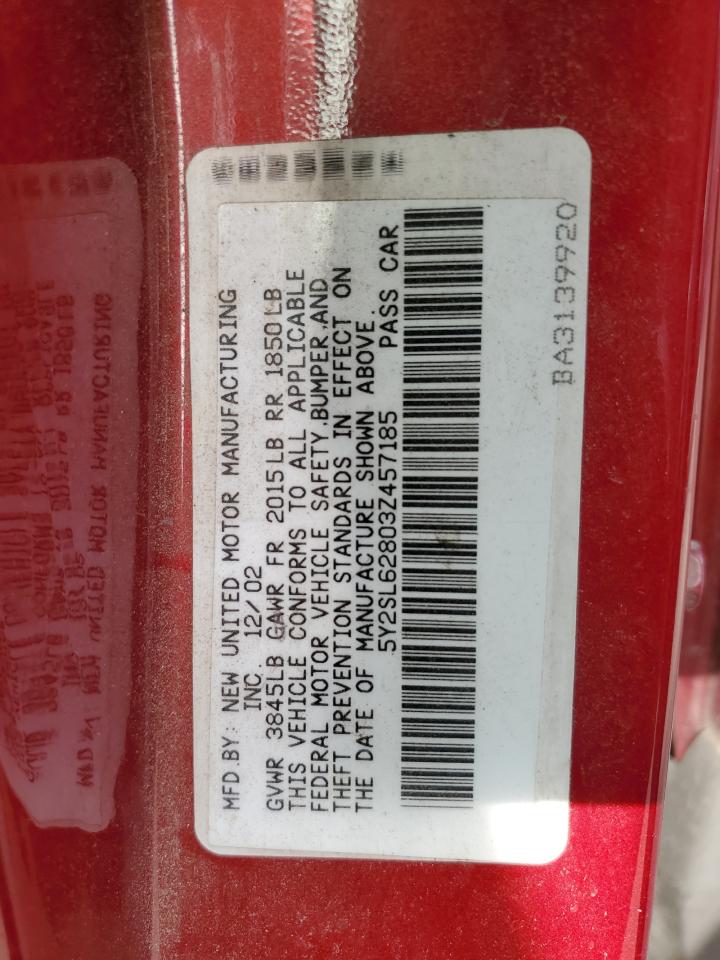 MFD.BY: NEW UNITED MOTOR MANUFACTURING
INC. 12/02
GVWR 3845LB GAWR FR 2015LB RR 1850LB
THIS VEHICLE CONFORMS TO ALL APPLICABLE
FEDERAL MOTOR VEHICLE SAFETY,BUMPER,AND
THEFT PREVENTION STANDARDS IN EFFECT ON
THE DATE OF MANUFACTURE SHOWN ABOVE.
5Y2SL62803Z457185 PASS CAR
BA3139920